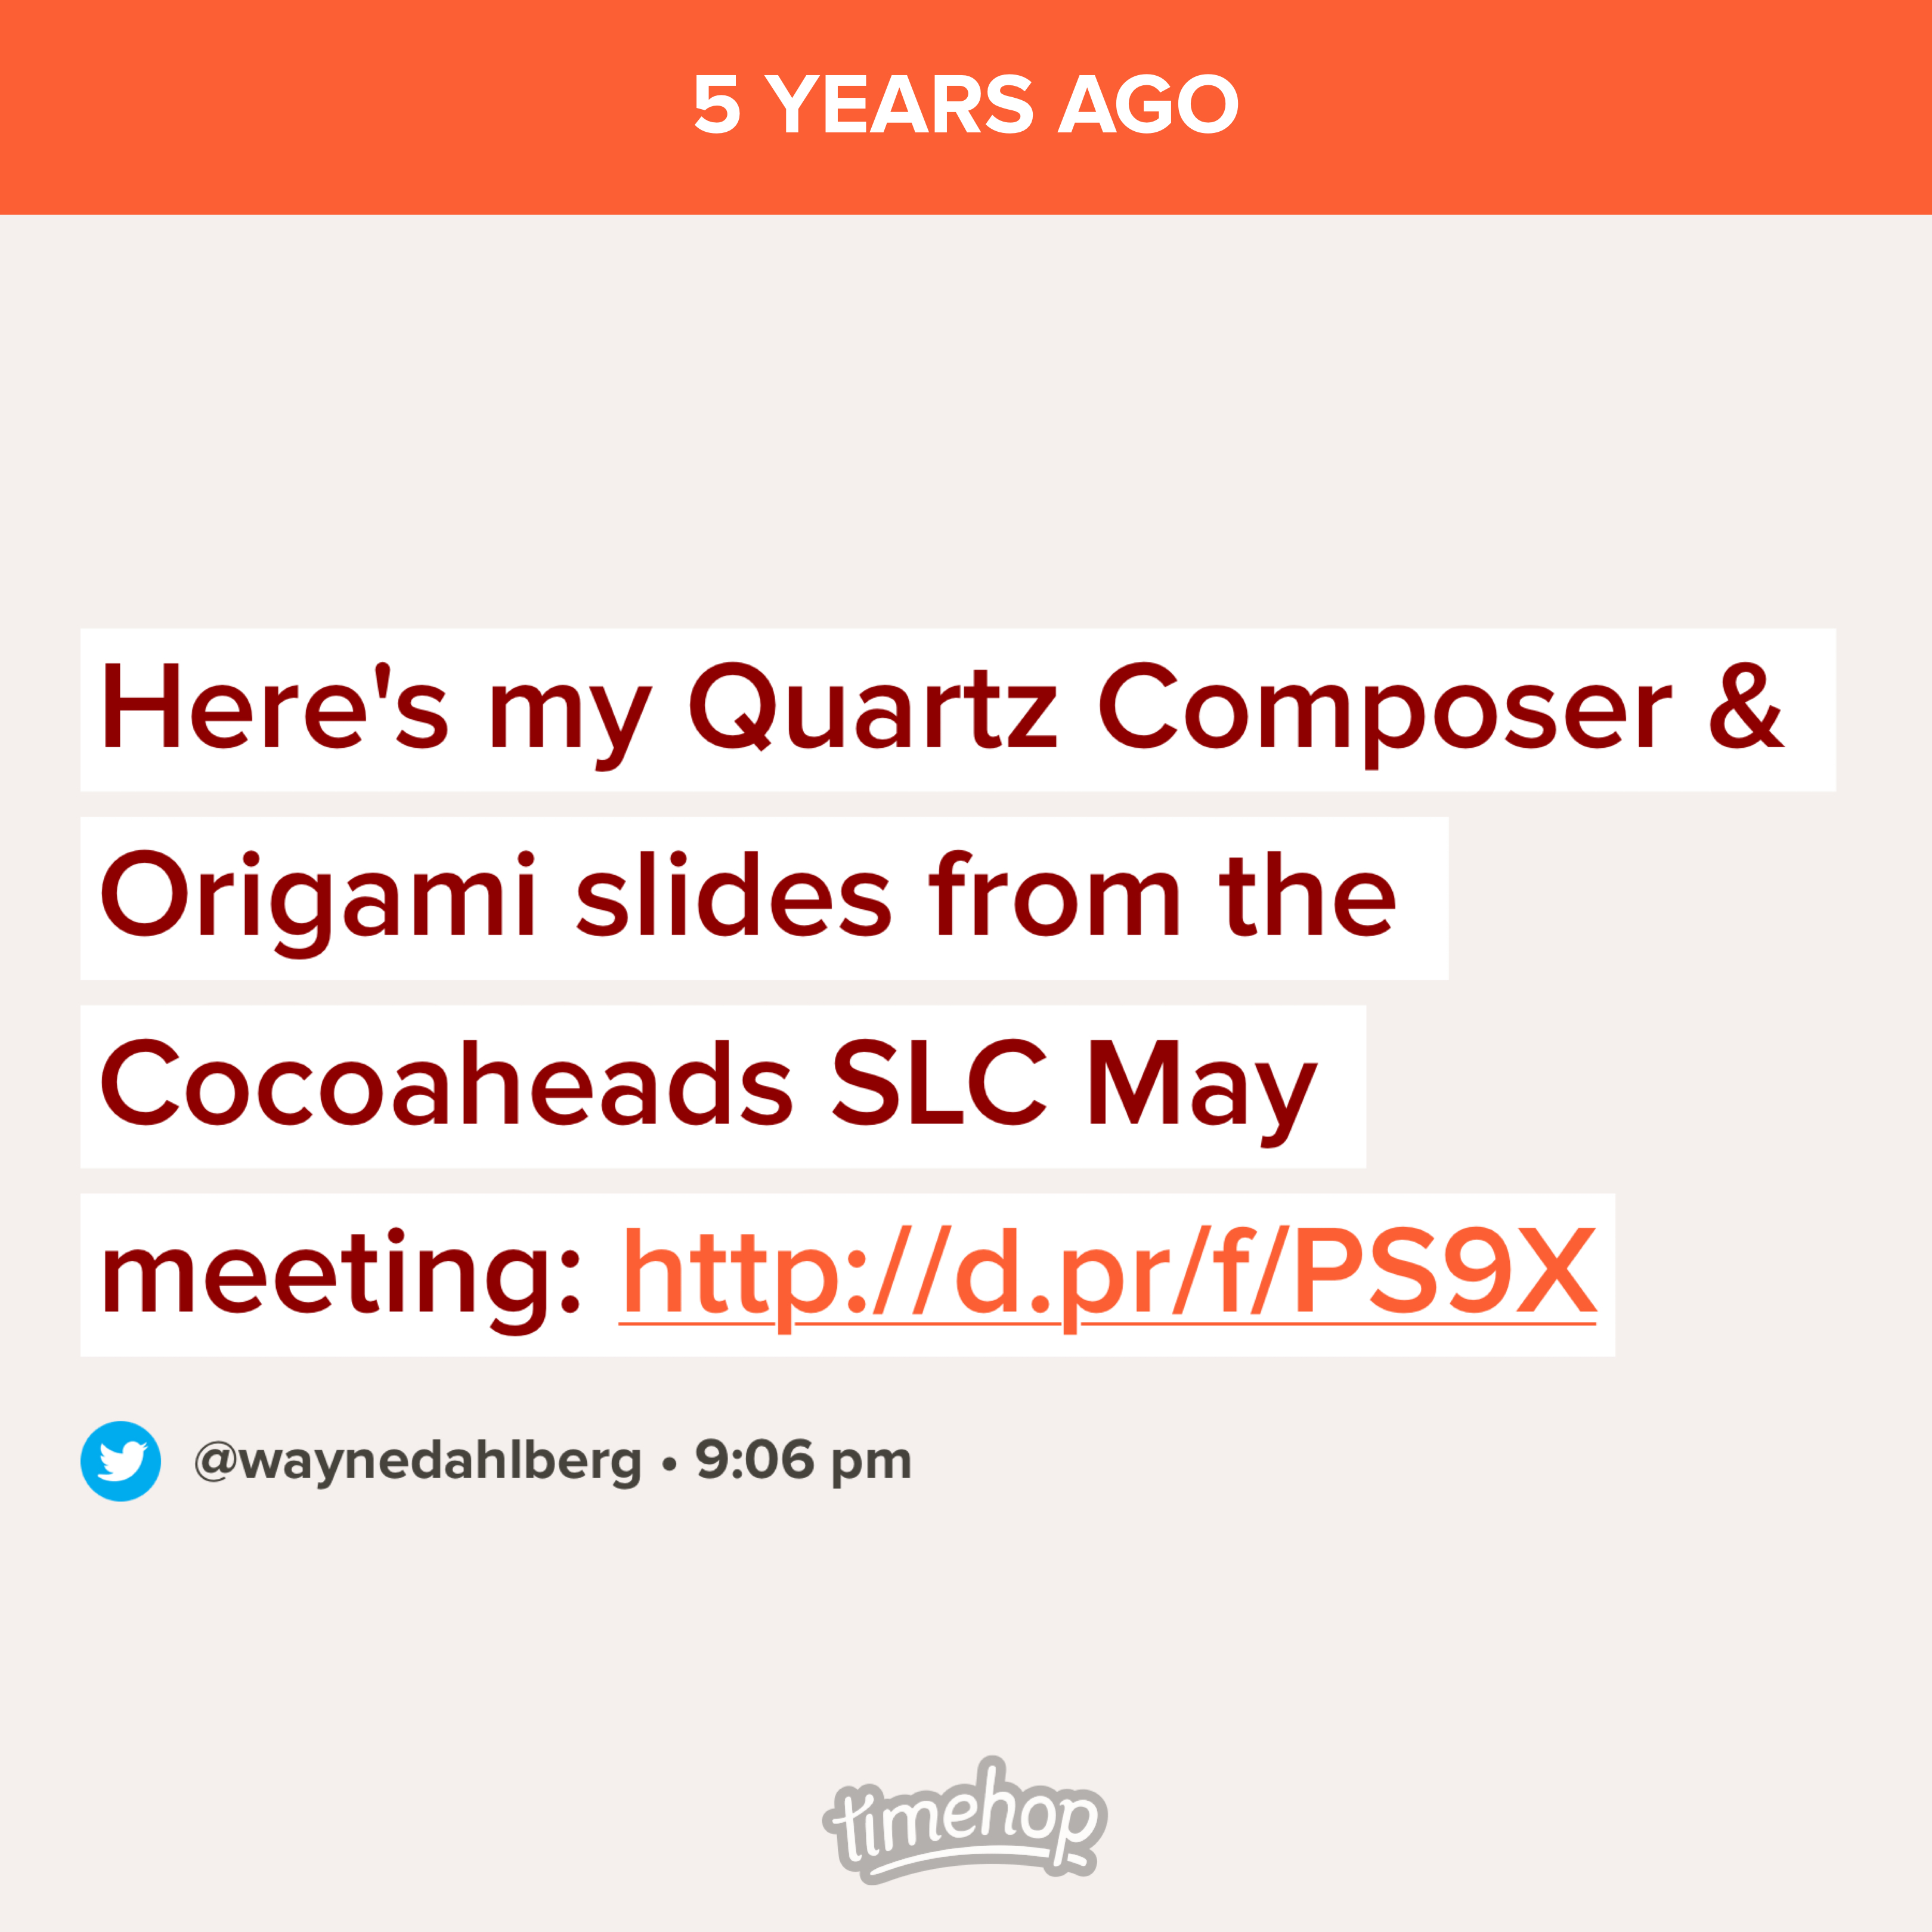 5 YEARS AGO
Here's my Quartz Composer &
Origami slides from the
Cocoaheads SLC May
meeting: http://d.pr/f/PS9X
@waynedahlberg • 9:06 pm
timehop